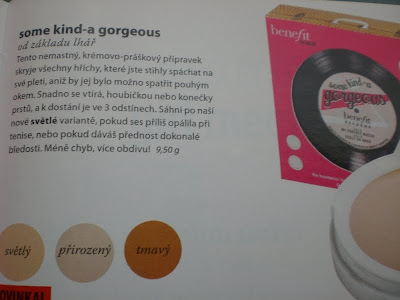 some kind-a gorgeous
od základu lhář
Tento nemastný, krémovo-práškový přípravek
skryje všechny hříchy, které jste stihly spáchat na
své pleti, aniž by jej bylo možno spatřit pouhým
okem. Snadno se vtírá, houbičkou nebo konečky
prstů, a k dostání je ve 3 odstínech. Sáhni po naší
nové světlé variantě, pokud ses příliš opálila při
tenise, nebo pokud dáváš přednost dokonalé
bledosti. Méně chyb, více obdivu! 9,50 g
benefit
some kind-a
gorgeous
benefit
světlý
přirozený
tmavý
NOVINKA!